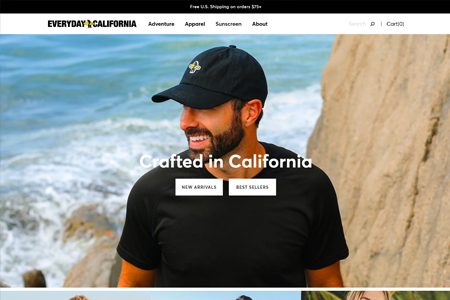 Free U.S. Shipping on orders $75+
EVERYDAY CALIFORNIA
Adventure
Apparel
Sunscreen
About
Search
Cart(0)
Crafted in California
NEW ARRIVALS
BEST SELLERS